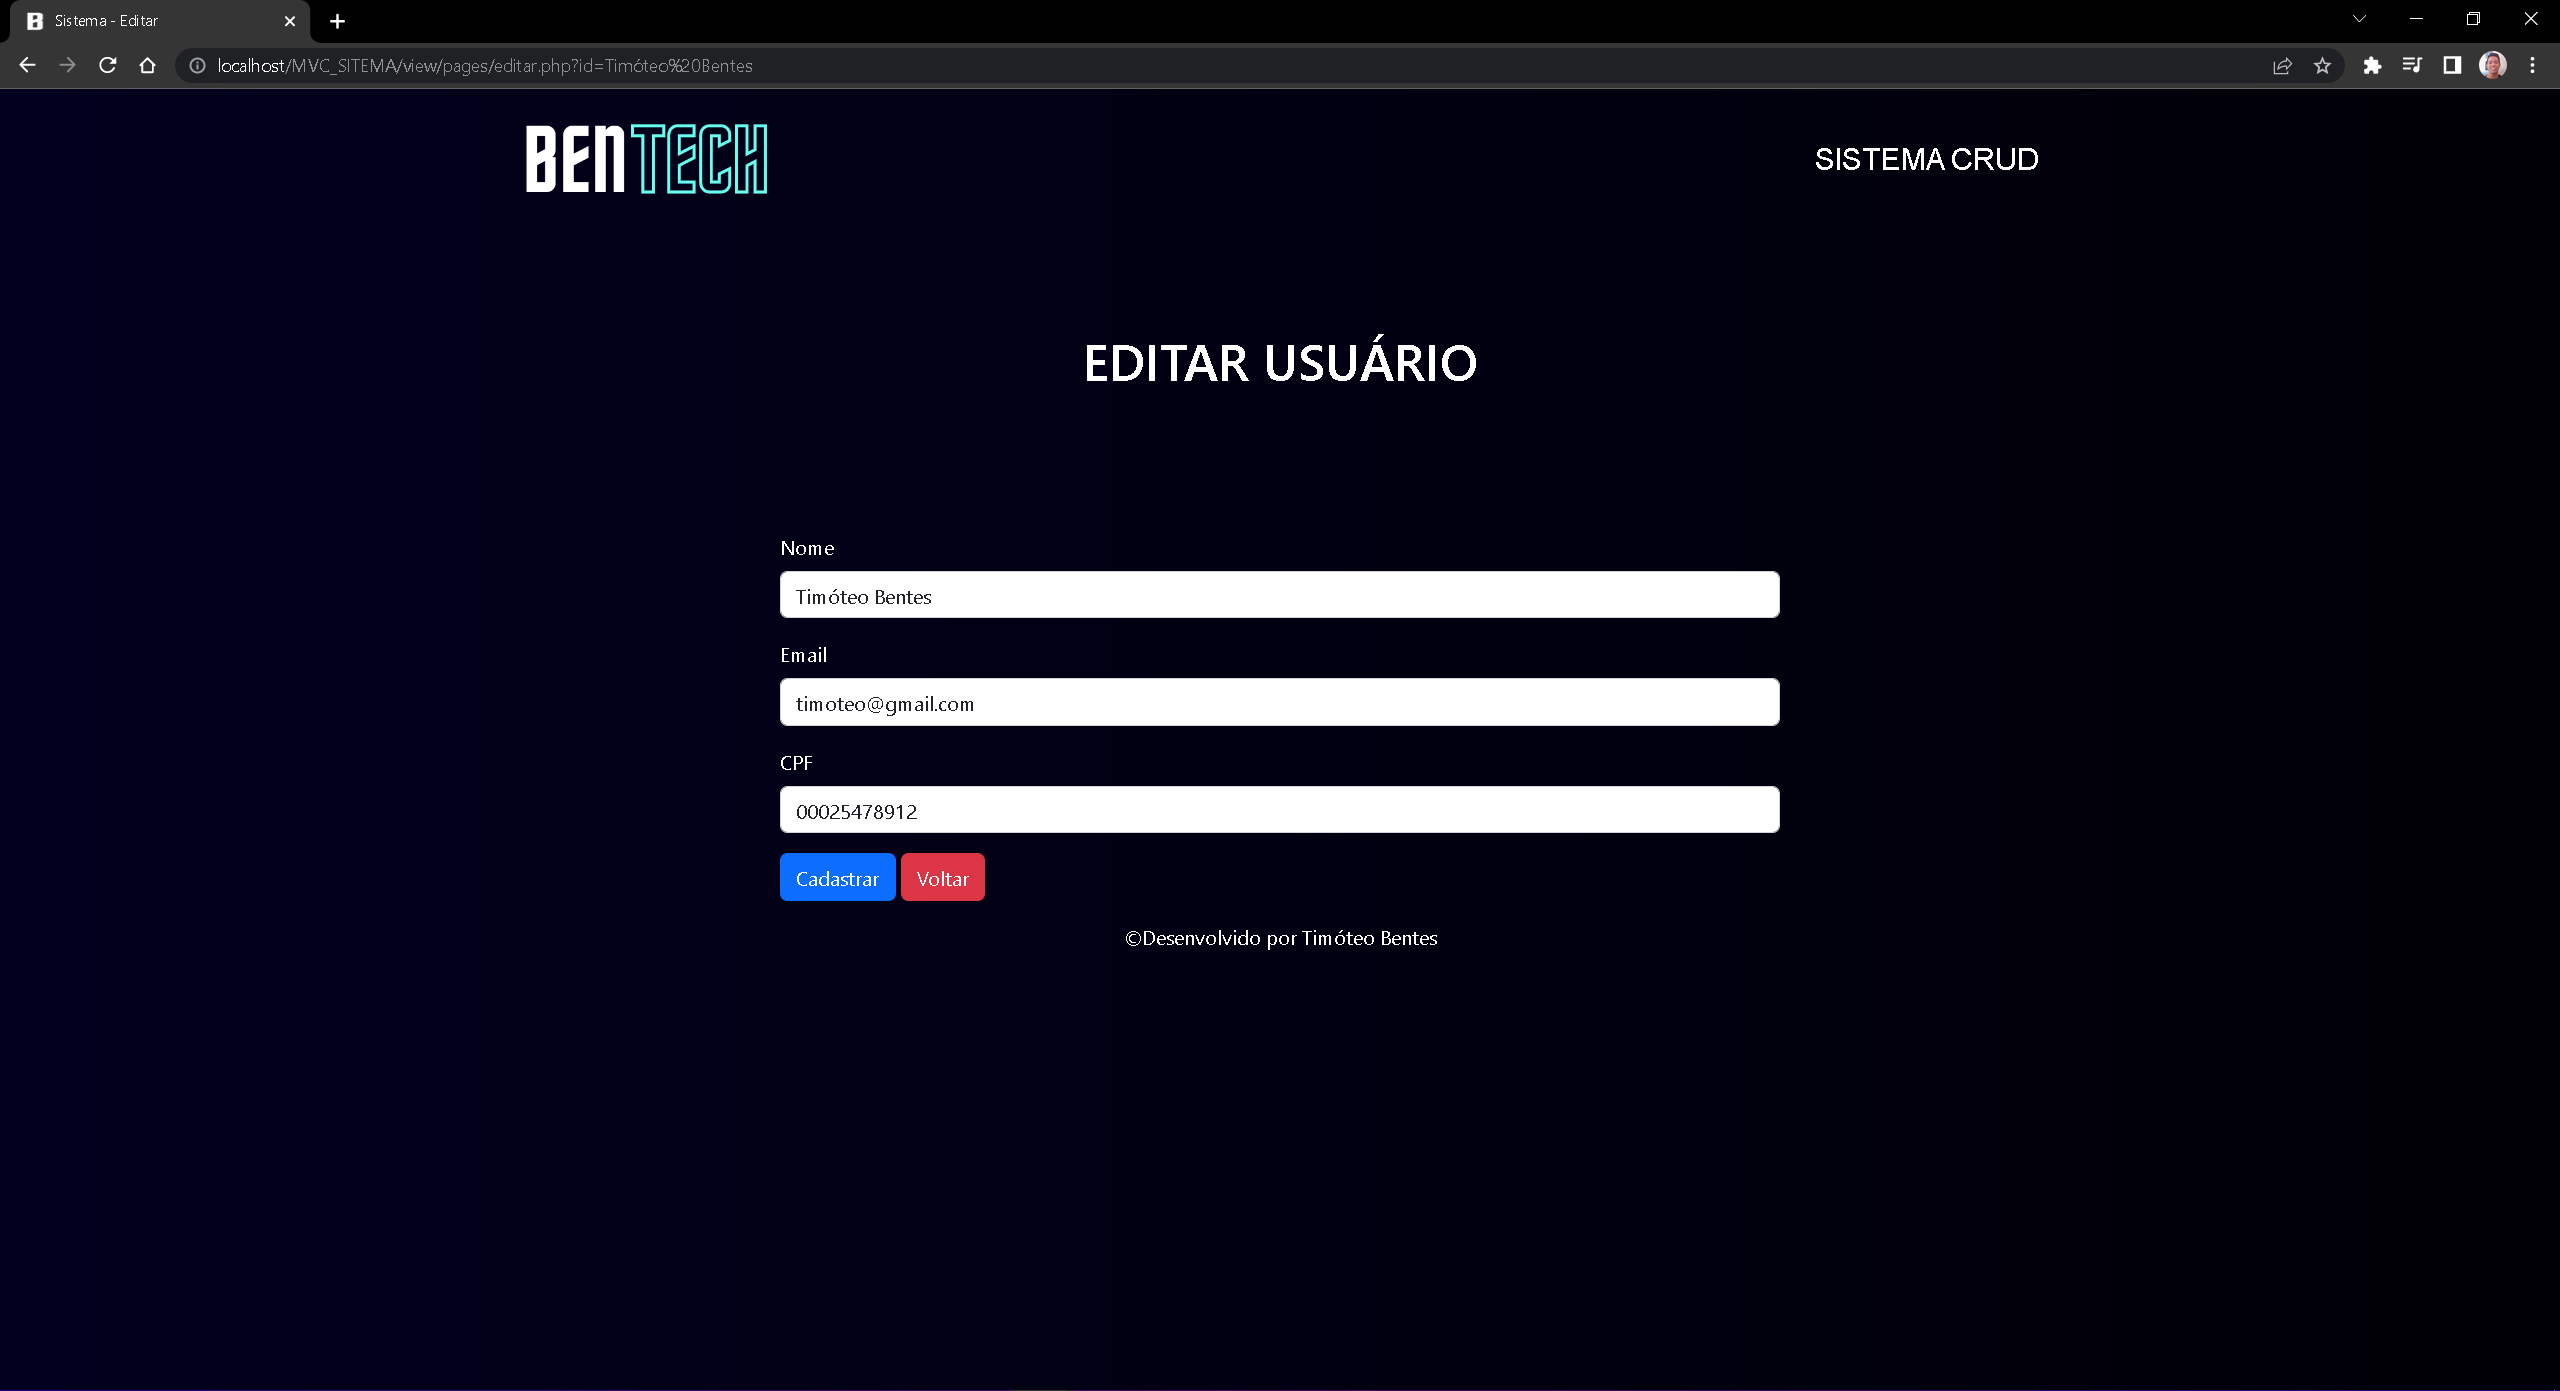 Sistema - Editar
localhost/MVC_SITEMA/view/pages/editar.php?id=Timóteo%20Bentes
BENTECH
SISTEMA CRUD
EDITAR USUÁRIO
Nome
Timóteo Bentes
Email
timoteo@gmail.com
CPF
00025478912
Cadastrar Voltar
©Desenvolvido por Timóteo Bentes